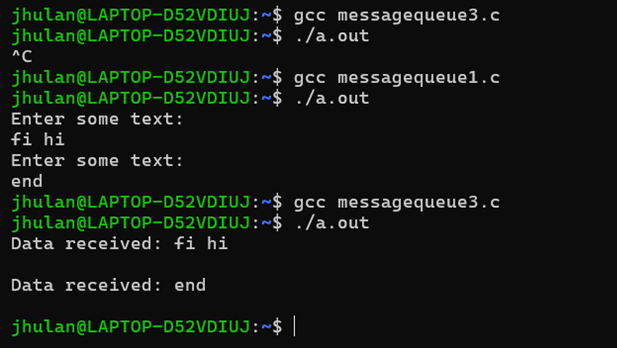 jhulan@LAPTOP-D52VDIUJ:~$ gcc messagequeue3.c
jhulan@LAPTOP-D52VDIUJ:~$ ./a.out
^C
jhulan@LAPTOP-D52VDIUJ:~$ gcc messagequeue1.c
jhulan@LAPTOP-D52VDIUJ:~$ ./a.out
Enter some text:
fi hi
Enter some text:
end
jhulan@LAPTOP-D52VDIUJ:~$ gcc messagequeue3.c
jhulan@LAPTOP-D52VDIUJ:~$ ./a.out
Data received: fi hi
Data received: end
jhulan@LAPTOP-D52VDIUJ:~$